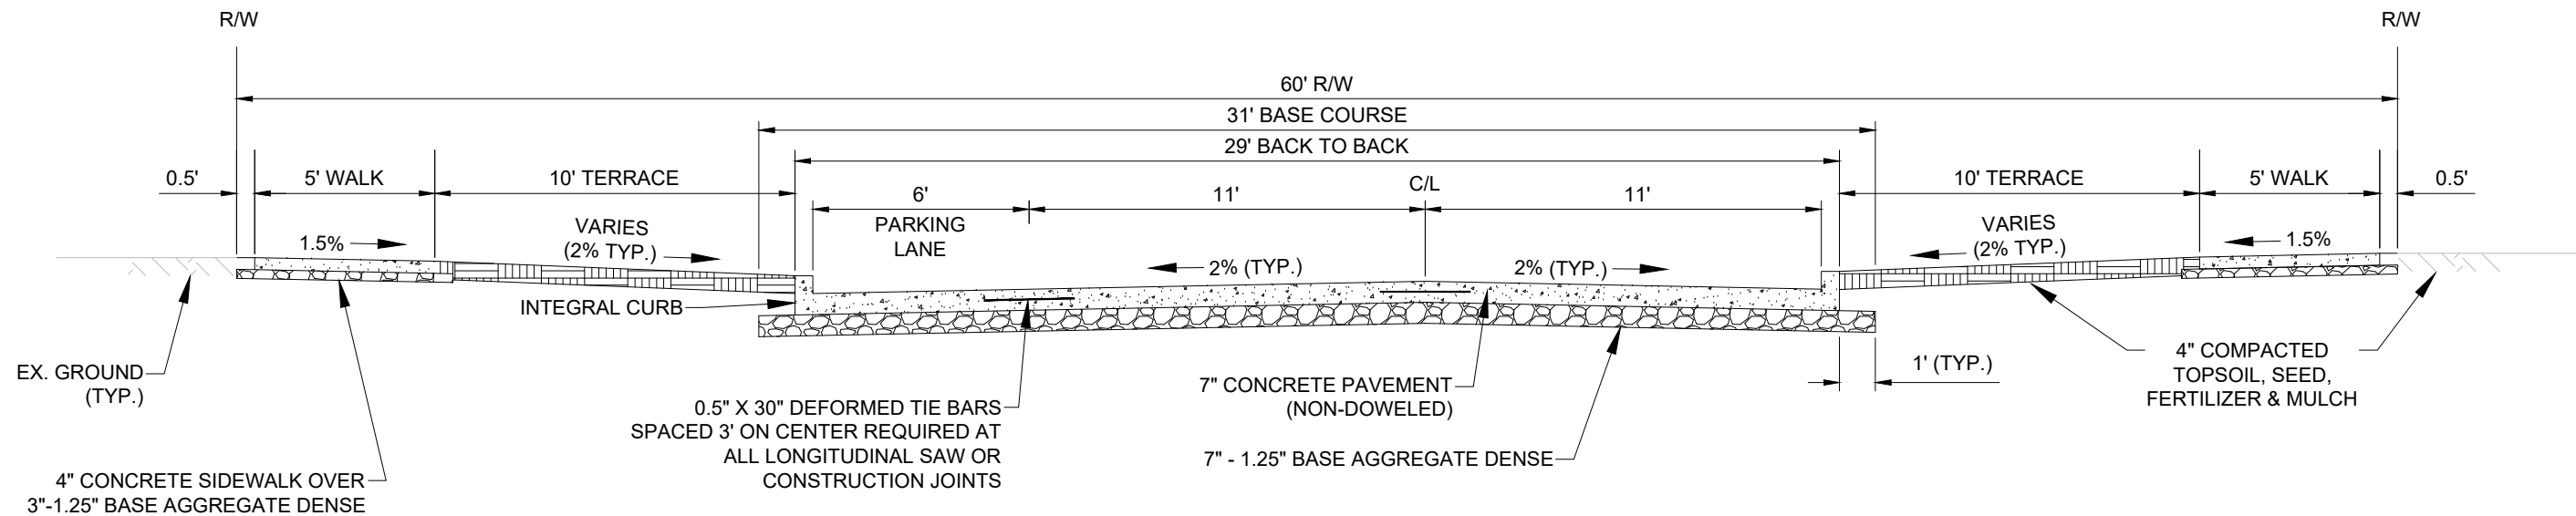 R/W
R/W
60' R/W
31' BASE COURSE
29' BACK TO BACK
0.5'
5' WALK
10' TERRACE
6'
PARKING
LANE
11'
C/L
11'
10' TERRACE
5' WALK
0.5'
1.5%
VARIES
(2% TYP.)
2% (TYP.)
2% (TYP.)
VARIES
(2% TYP.)
1.5%
INTEGRAL CURB
EX. GROUND
(TYP.)
4" CONCRETE SIDEWALK OVER
3"-1.25" BASE AGGREGATE DENSE
0.5" X 30" DEFORMED TIE BARS
SPACED 3' ON CENTER REQUIRED AT
ALL LONGITUDINAL SAW OR
CONSTRUCTION JOINTS
7" CONCRETE PAVEMENT
(NON-DOWELED)
7" - 1.25" BASE AGGREGATE DENSE
1' (TYP.)
4" COMPACTED
TOPSOIL, SEED,
FERTILIZER & MULCH